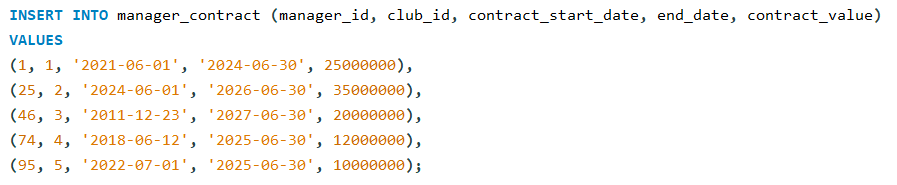 INSERT INTO manager_contract (manager_id, club_id, contract_start_date, end_date, contract_value)
VALUES
(1, 1, '2021-06-01', '2024-06-30', 25000000),
(25, 2, '2024-06-01', '2026-06-30', 35000000),
(46, 3, '2011-12-23', '2027-06-30', 20000000),
(74, 4, '2018-06-12', '2025-06-30', 12000000),
(95, 5, '2022-07-01', '2025-06-30', 10000000);